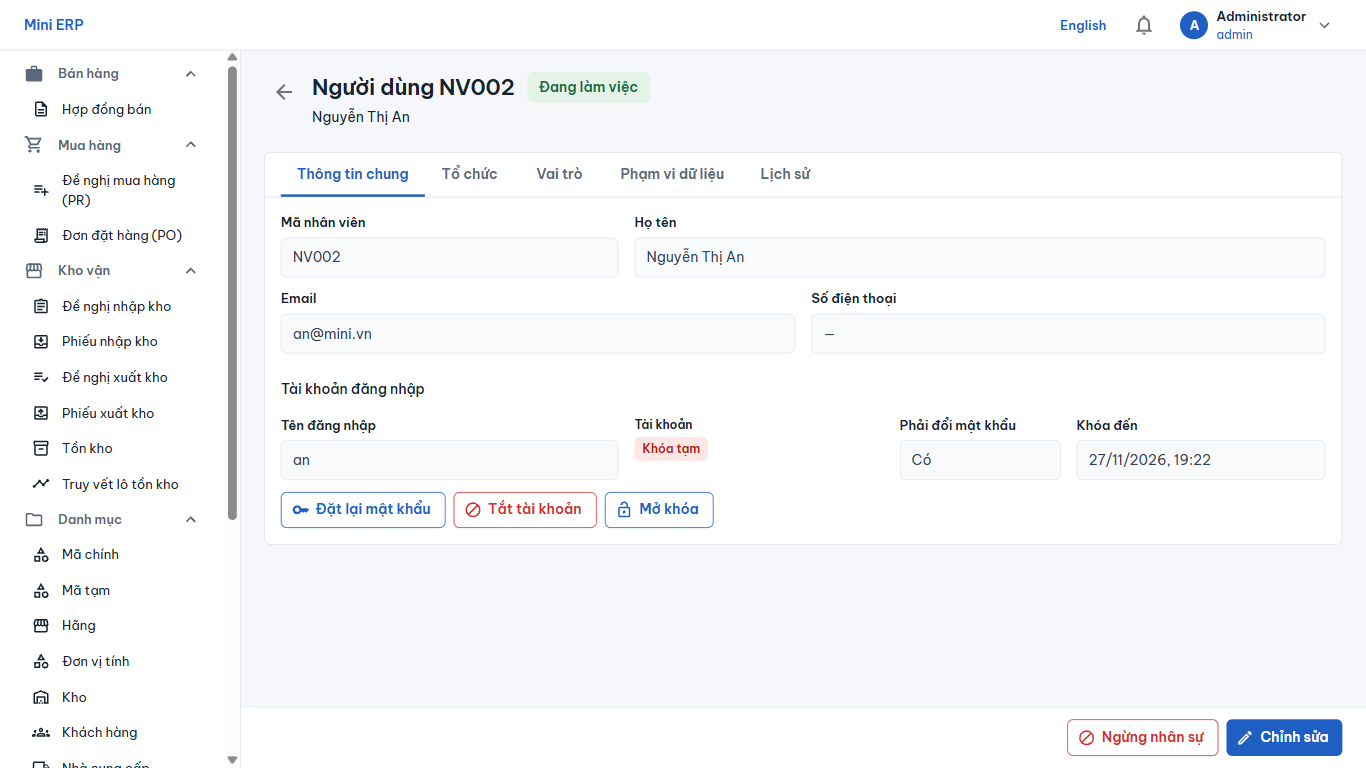 Mini ERP
English
A
Administrator
admin
Bán hàng
Hợp đồng bán
Mua hàng
Đề nghị mua hàng
(PR)
Đơn đặt hàng (PO)
Kho vận
Đề nghị nhập kho
Phiếu nhập kho
Đề nghị xuất kho
Phiếu xuất kho
Tồn kho
Truy vết lô tồn kho
Danh mục
Mã chính
Mã tạm
Hãng
Đơn vị tính
Kho
Khách hàng
Nhà cung cấp
Người dùng NV002
Đang làm việc
Nguyễn Thị An
Thông tin chung
Tổ chức
Vai trò
Phạm vi dữ liệu
Lịch sử
Mã nhân viên
Họ tên
NV002
Nguyễn Thị An
Email
Số điện thoại
an@mini.vn
—
Tài khoản đăng nhập
Tên đăng nhập
Tài khoản
Phải đổi mật khẩu
Khóa đến
an
Khóa tạm
Có
27/11/2026, 19:22
Đặt lại mật khẩu
Tắt tài khoản
Mở khóa
Ngừng nhân sự
Chỉnh sửa